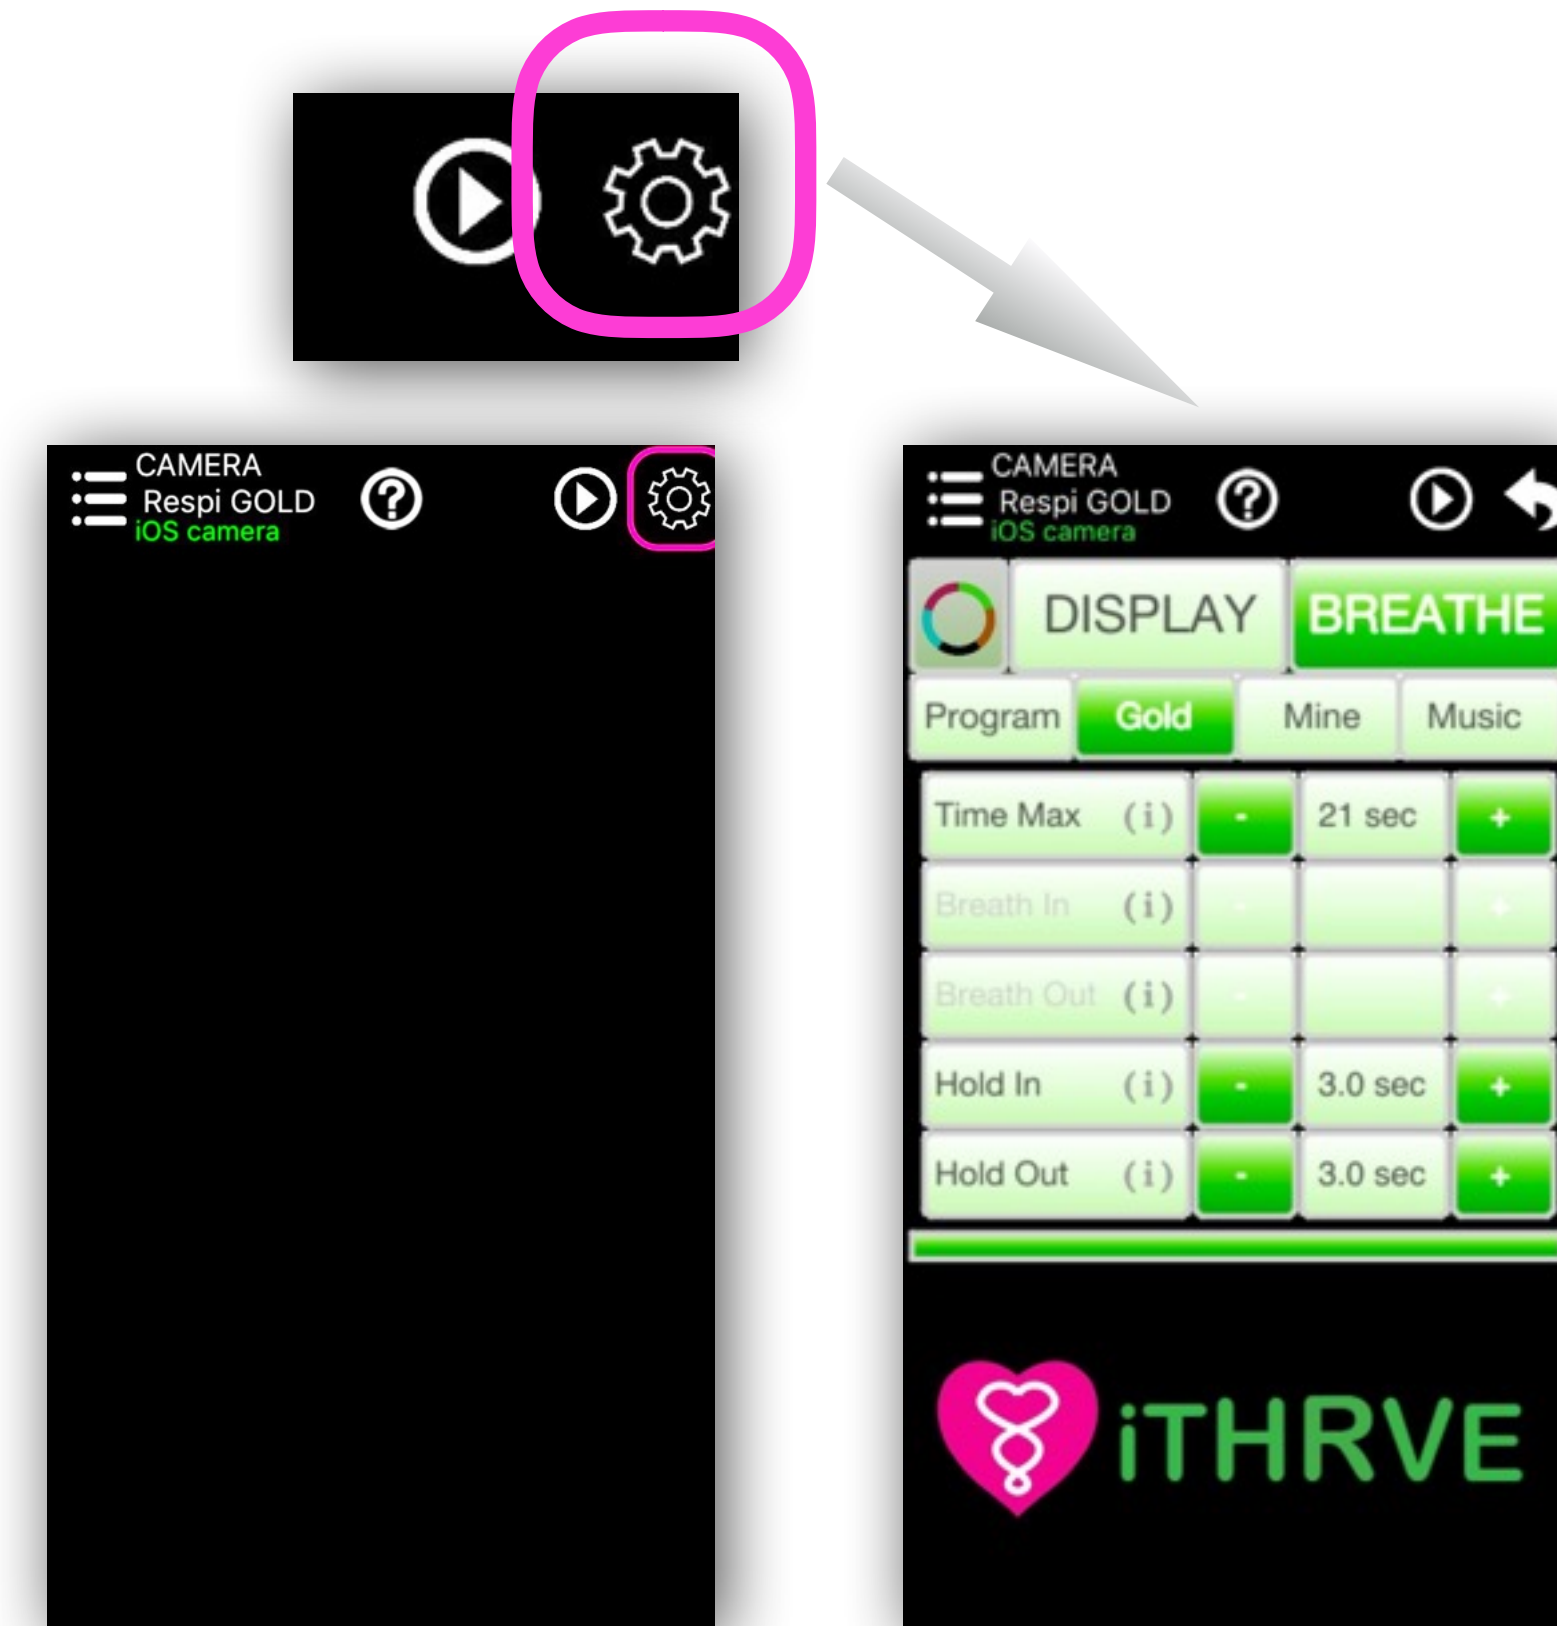 CAMERA
Respi GOLD
iOS camera
CAMERA
Respi GOLD
iOS camera
DISPLAY BREATHE
Program Gold Mine Music
Time Max (i) - 21 sec +
Breath In (i) - +
Breath Out (i) - +
Hold In (i) - 3.0 sec +
Hold Out (i) - 3.0 sec +
iTHRVE